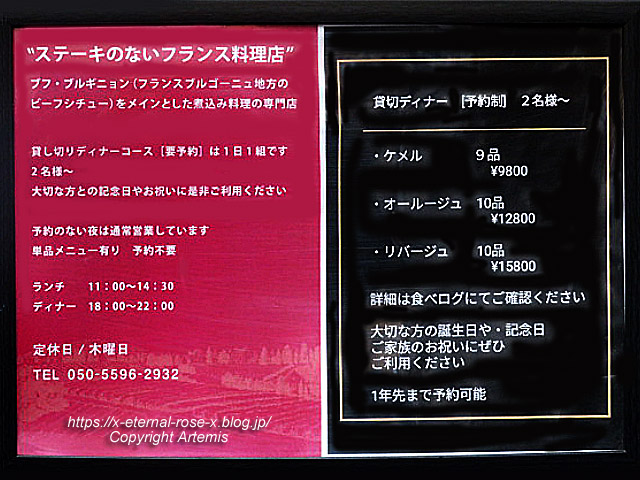 “ステーキのないフランス料理店”
ブフ・ブルギニョン（フランスブルゴーニュ地方の
ビーフシチュー）をメインとした煮込み料理の専門店
貸し切りディナーコース［要予約］は１日１組です
２名様～
大切な方との記念日やお祝いに是非ご利用ください
予約のない夜は通常営業しています
単品メニュー有り　予約不要
ランチ　11：00～14：30
ディナー　18：00～22：00
定休日 / 木曜日
TEL 050-5596-2932
https://x-eternal-rose-x.blog.jp/
Copyright Artemis
貸切ディナー　[予約制]　２名様～
・ケメル　９品
¥9800
・オールージュ　10品
¥12800
・リバージュ　10品
¥15800
詳細は食べログにてご確認ください
大切な方の誕生日や・記念日
ご家族のお祝いにぜひ
ご利用ください
1年先まで予約可能